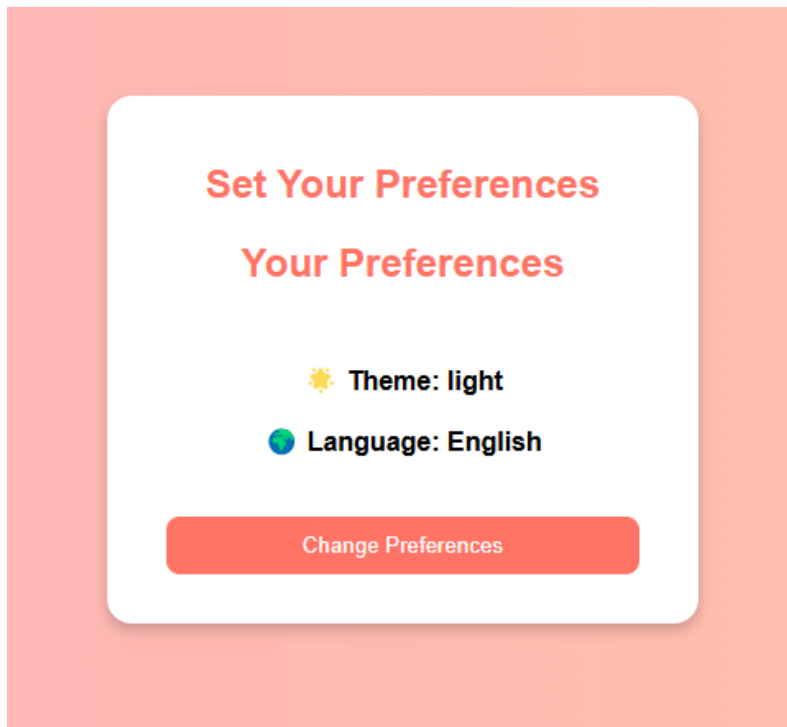 Set Your Preferences
Your Preferences
🌟 Theme: light
🌍 Language: English
Change Preferences